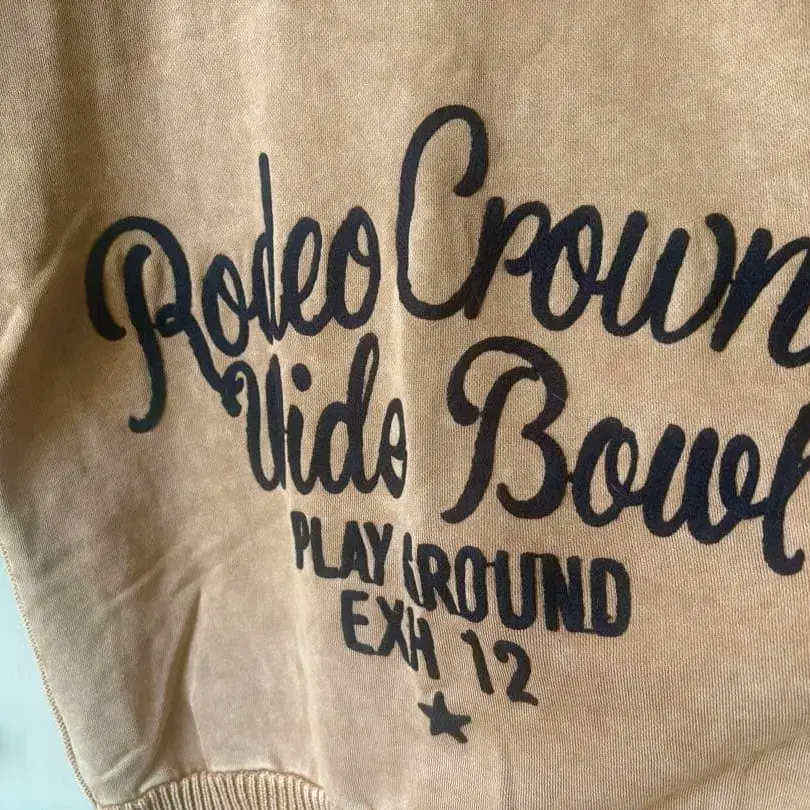 Rodeo Crown
Wide Bowl
PLAY GROUND
EXH 12